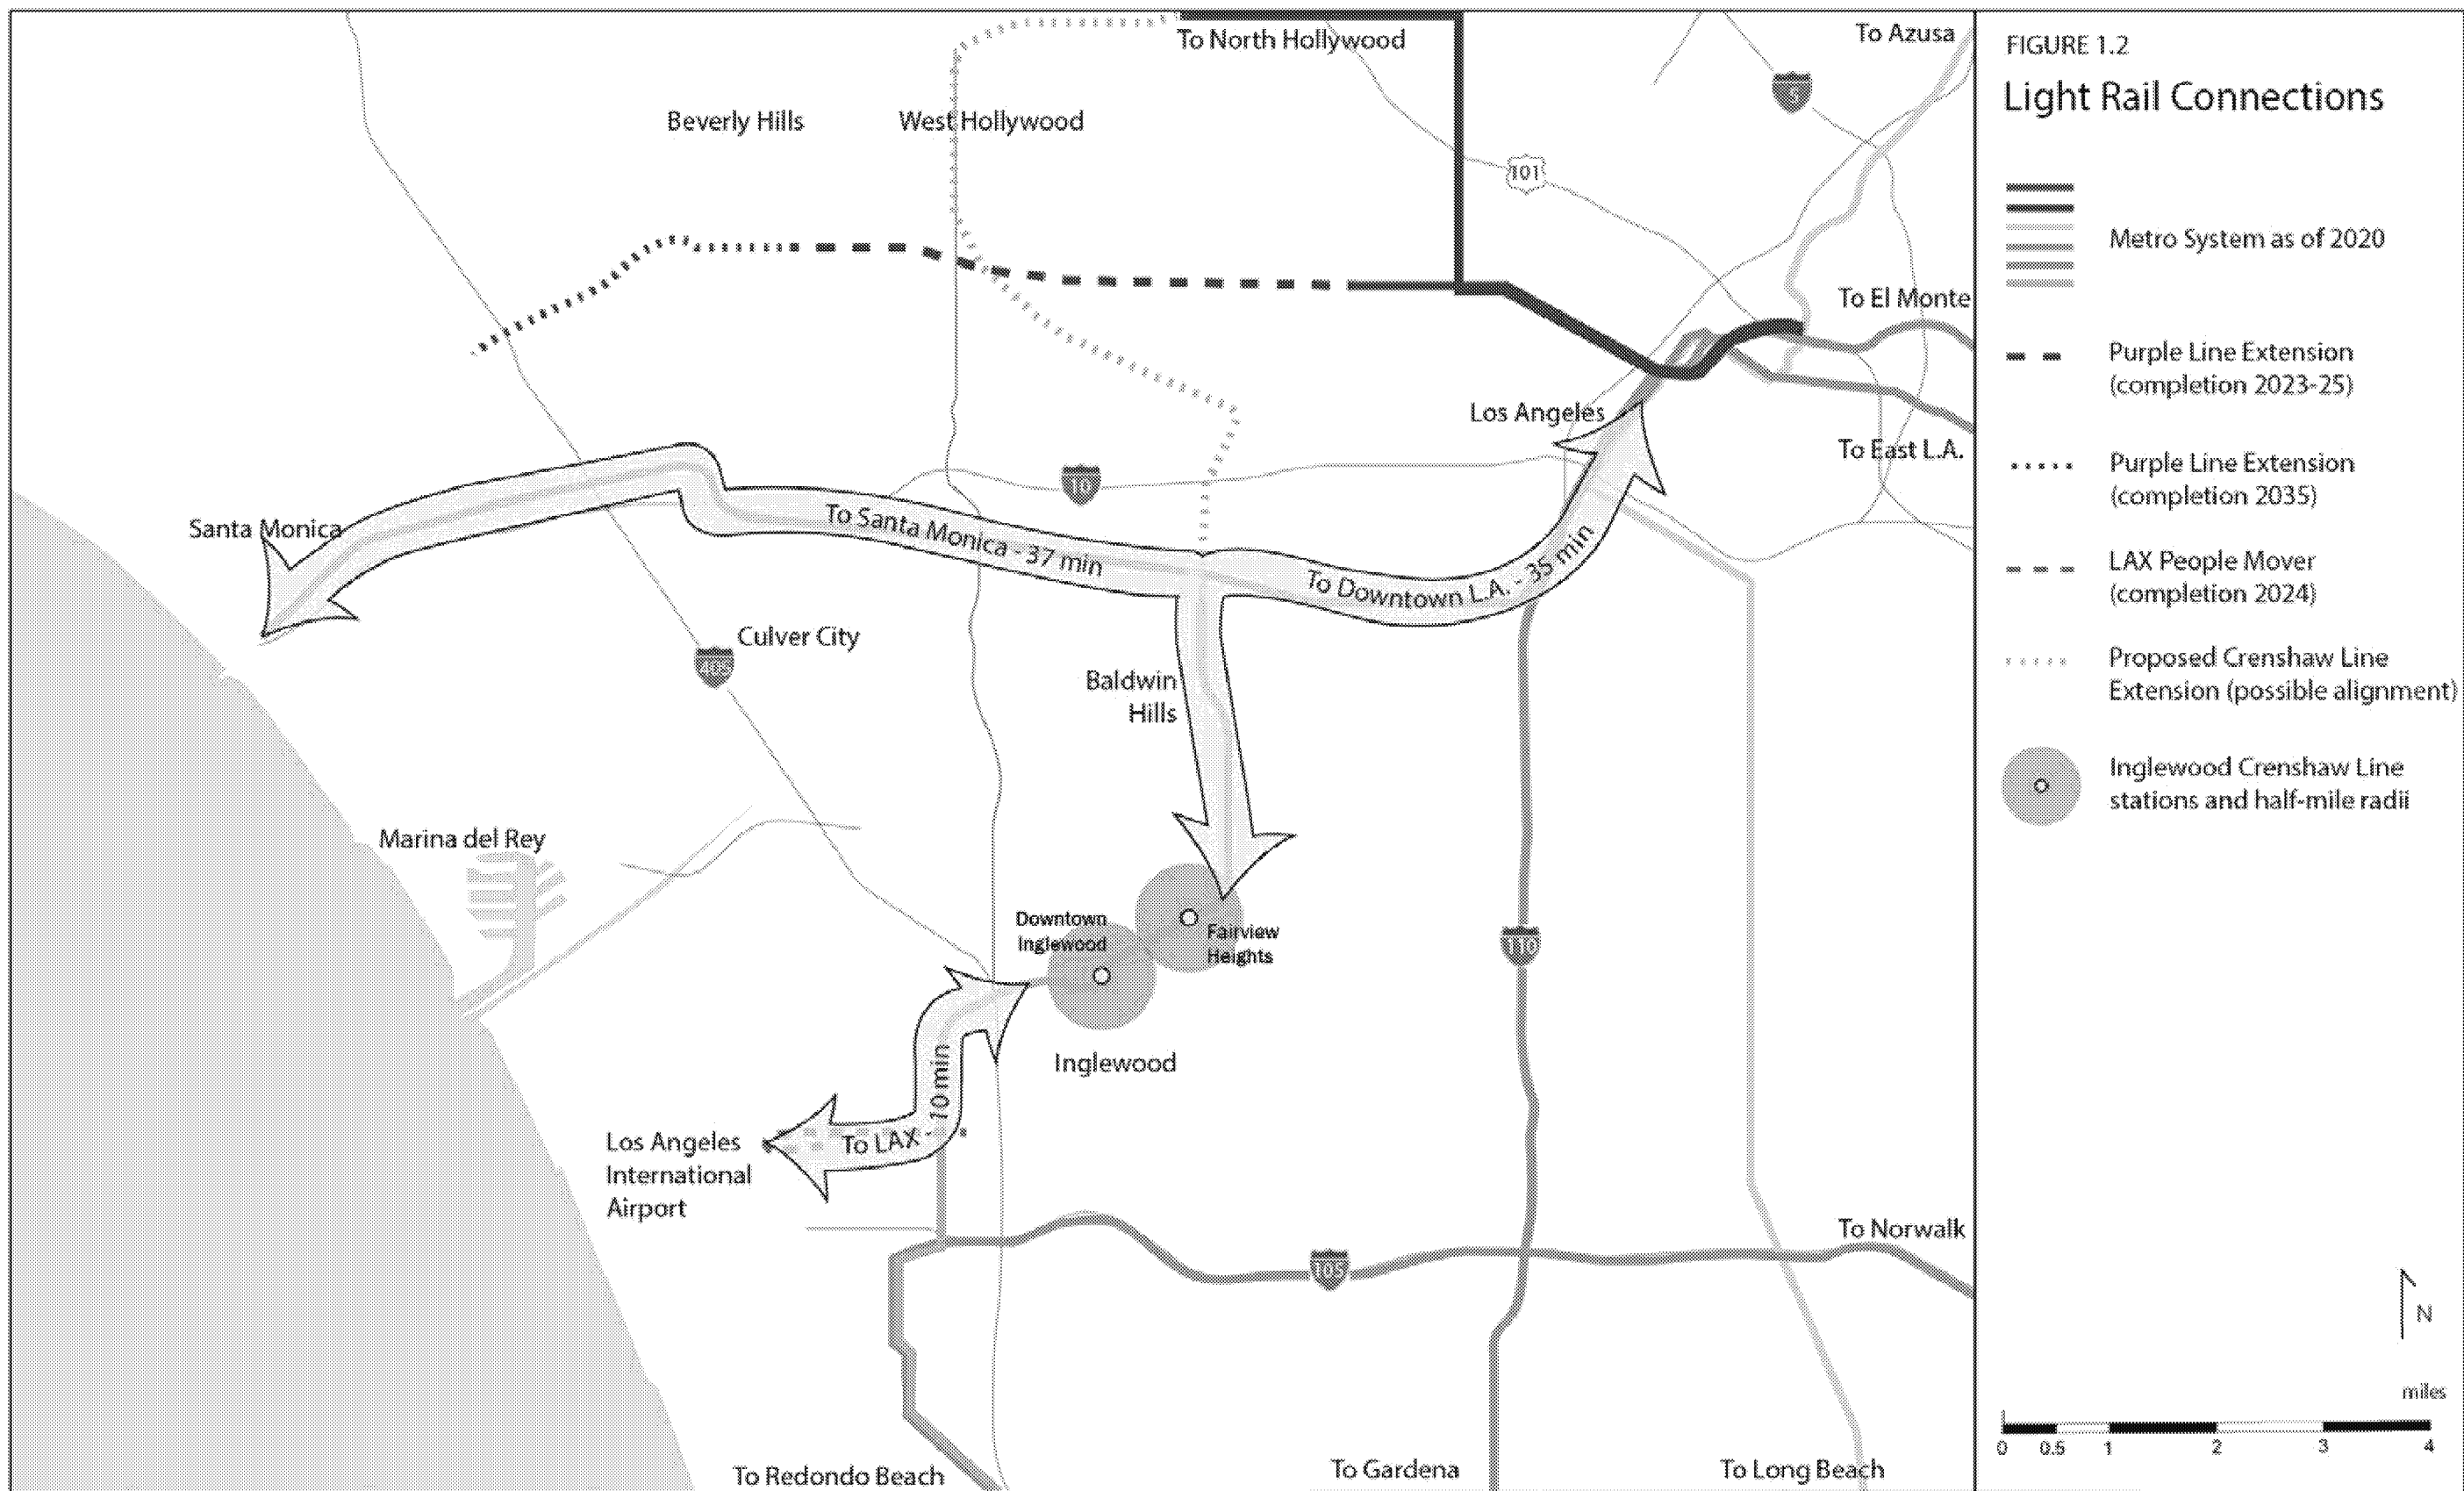 To North Hollywood
To Azusa
5
Beverly Hills
West Hollywood
101
To El Monte
Los Angeles
To East L.A.
10
Santa Monica
To Santa Monica - 37 min
To Downtown L.A. - 35 min
Culver City
405
Baldwin
Hills
Marina del Rey
Downtown
Inglewood
Fairview
Heights
110
Inglewood
To LAX - 10 min
Los Angeles
International
Airport
To Norwalk
105
To Redondo Beach
To Gardena
To Long Beach
FIGURE 1.2
Light Rail Connections
Metro System as of 2020
Purple Line Extension
(completion 2023-25)
Purple Line Extension
(completion 2035)
LAX People Mover
(completion 2024)
Proposed Crenshaw Line
Extension (possible alignment)
Inglewood Crenshaw Line
stations and half-mile radii
N
miles
0 0.5 1 2 3 4